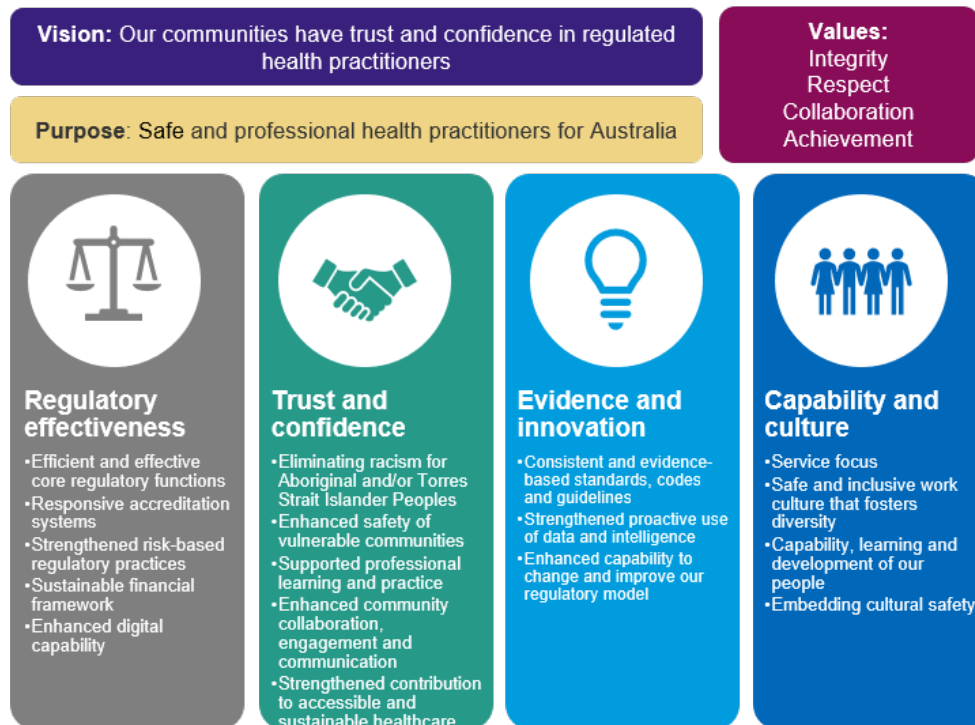 Vision: Our communities have trust and confidence in regulated
health practitioners
Purpose: Safe and professional health practitioners for Australia
Values:
Integrity
Respect
Collaboration
Achievement
Regulatory
effectiveness
•Efficient and effective
core regulatory functions
•Responsive accreditation
systems
•Strengthened risk-based
regulatory practices
•Sustainable financial
framework
•Enhanced digital
capability
Trust and
confidence
•Eliminating racism for
Aboriginal and/or Torres
Strait Islander Peoples
•Enhanced safety of
vulnerable communities
•Supported professional
learning and practice
•Enhanced community
collaboration,
engagement and
communication
•Strengthened contribution
to accessible and
sustainable healthcare
Evidence and
innovation
•Consistent and evidence-
based standards, codes
and guidelines
•Strengthened proactive use
of data and intelligence
•Enhanced capability to
change and improve our
regulatory model
Capability and
culture
•Service focus
•Safe and inclusive work
culture that fosters
diversity
•Capability, learning and
development of our
people
•Embedding cultural safety